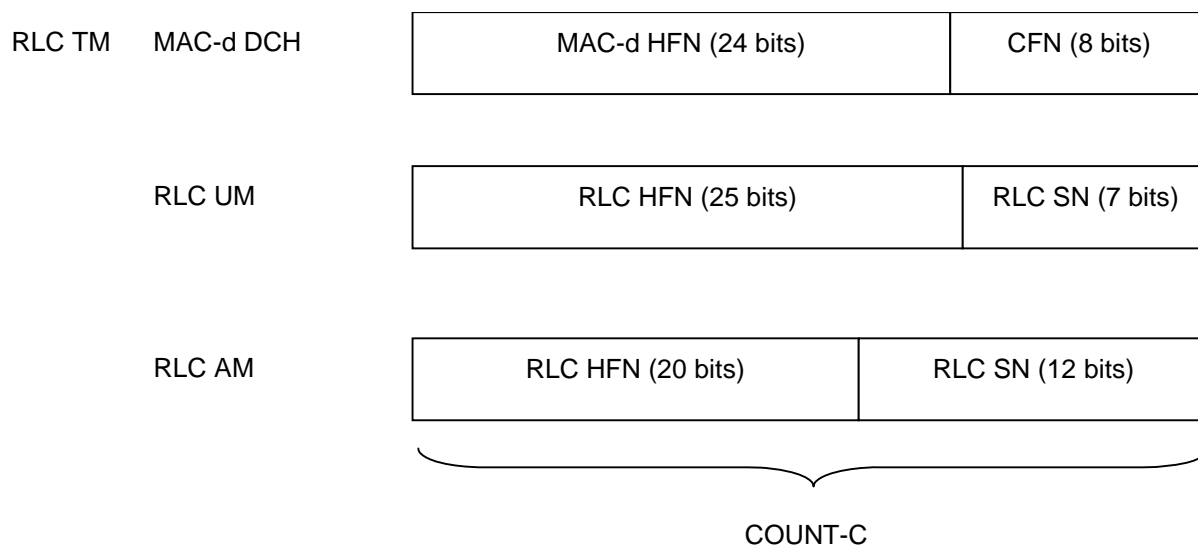 RLC TM MAC-d DCH MAC-d HFN (24 bits) CFN (8 bits)
RLC UM RLC HFN (25 bits) RLC SN (7 bits)
RLC AM RLC HFN (20 bits) RLC SN (12 bits)
COUNT-C